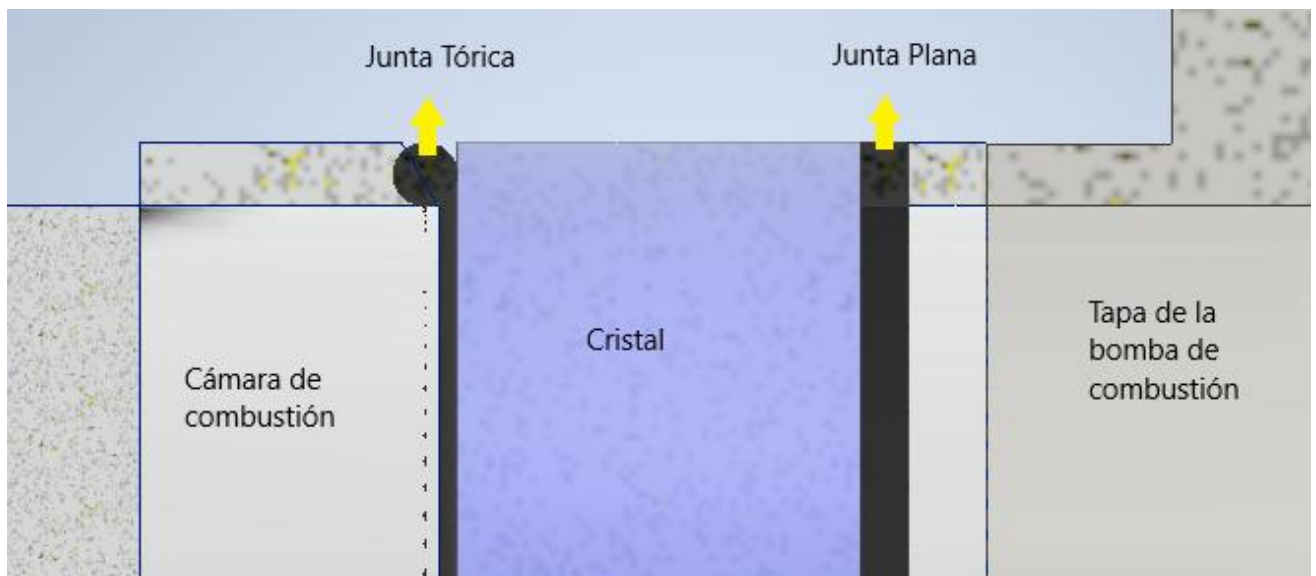 Junta Tórica
Junta Plana
Cristal
Cámara de
combustión
Tapa de la
bomba de
combustión